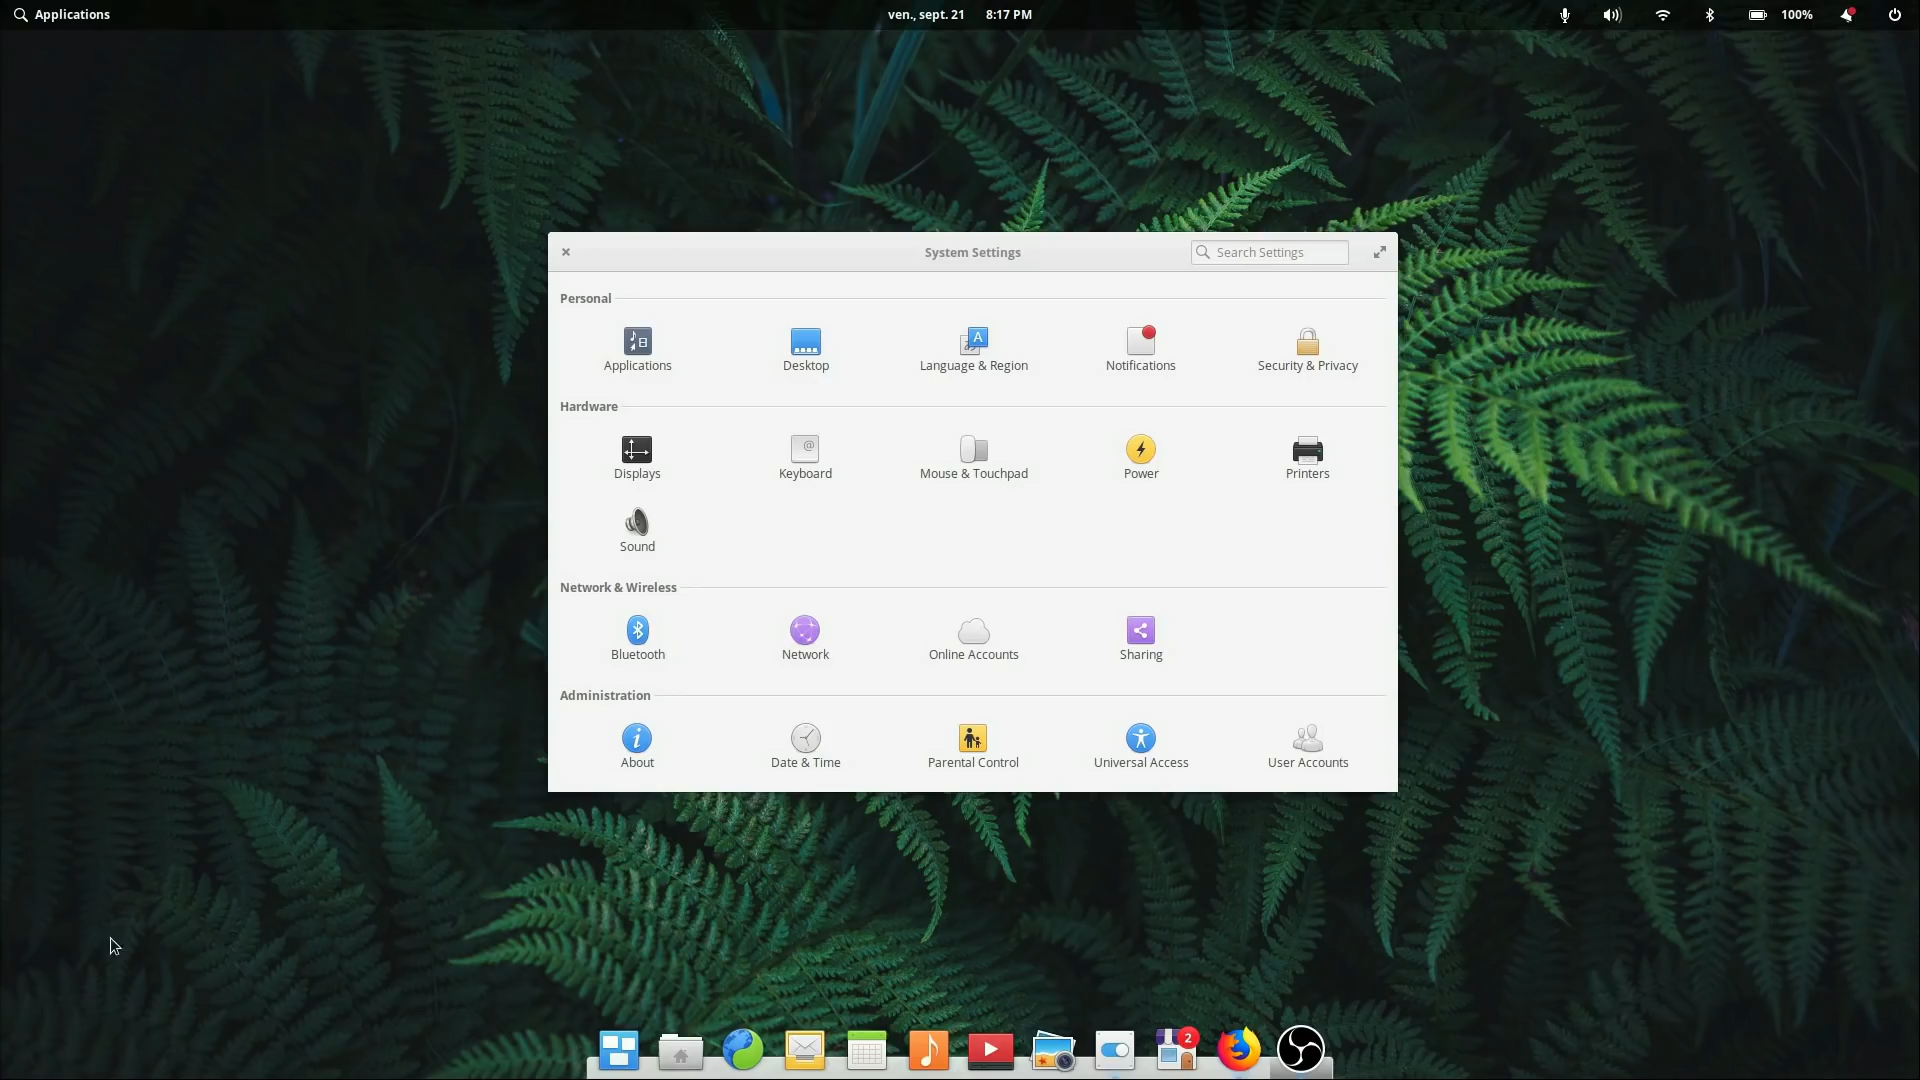 Applications
ven., sept. 21 8:17 PM
100%
System Settings
Search Settings
Personal
Applications
Desktop
Language & Region
Notifications
Security & Privacy
Hardware
Displays
Keyboard
Mouse & Touchpad
Power
Printers
Sound
Network & Wireless
Bluetooth
Network
Online Accounts
Sharing
Administration
About
Date & Time
Parental Control
Universal Access
User Accounts
2